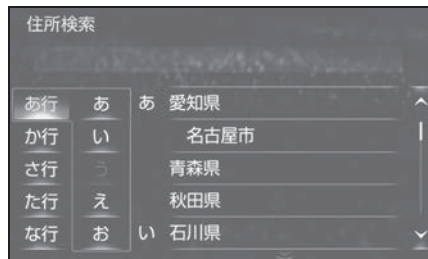 住所検索
あ行 あ あ 愛知県
か行 い 名古屋市
さ行 う 青森県
た行 え 秋田県
な行 お い 石川県